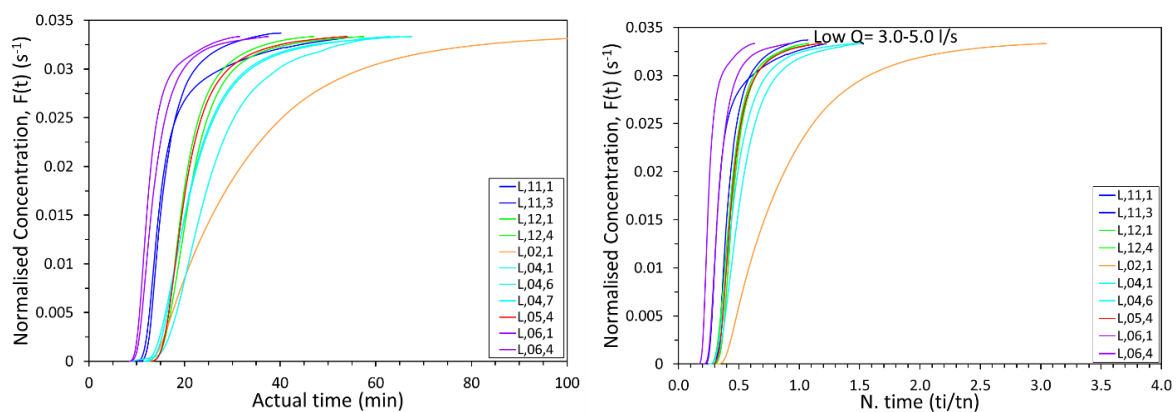 Normalised Concentration, F(t) (s-1)
0.035
0.03
0.025
0.02
0.015
0.01
0.005
0
0 20 40 60 80 100
Actual time (min)
L,11,1
L,11,3
L,12,1
L,12,4
L,02,1
L,04,1
L,04,6
L,04,7
L,05,4
L,06,1
L,06,4
Normalised Concentration, F(t) (s-1)
0.035
0.03
0.025
0.02
0.015
0.01
0.005
0
0.0 0.5 1.0 1.5 2.0 2.5 3.0 3.5 4.0
N. time (ti/tn)
Low Q= 3.0-5.0 l/s
L,11,1
L,11,3
L,12,1
L,12,4
L,02,1
L,04,1
L,04,6
L,05,4
L,06,1
L,06,4